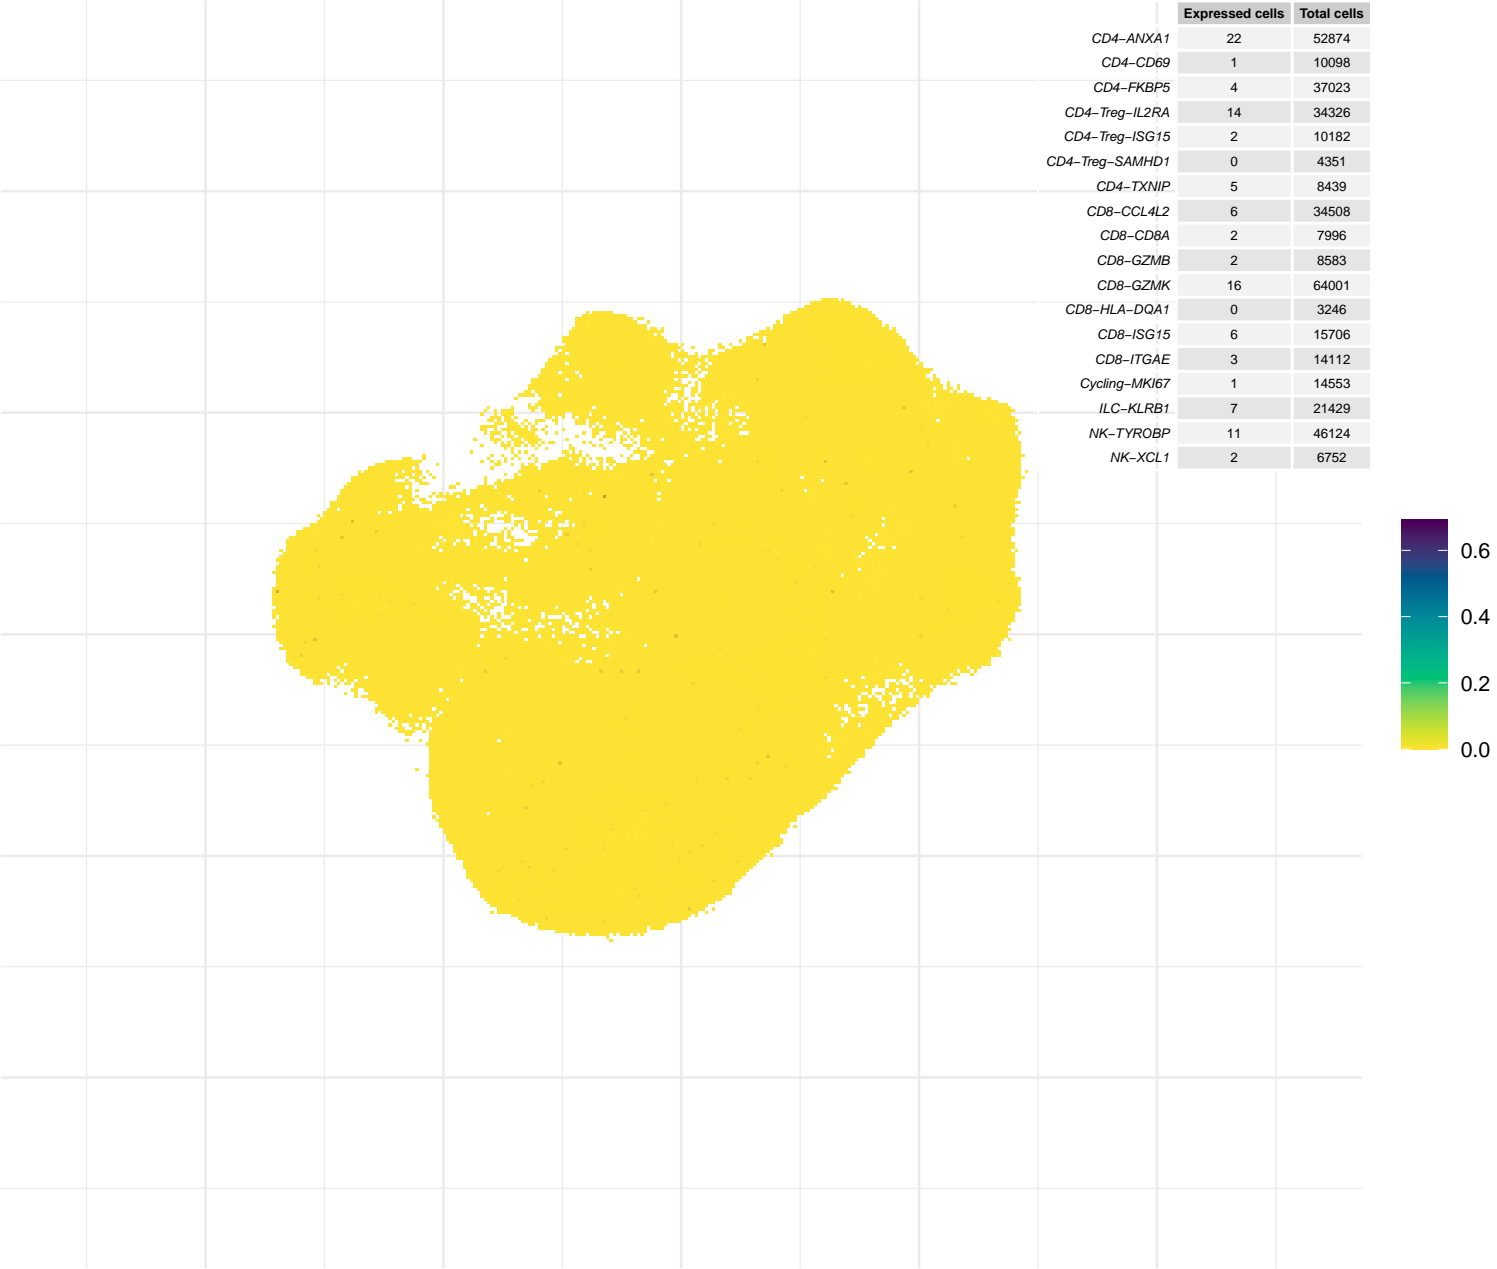 Expressed cells Total cells
CD4−ANXA1 22 52874
CD4−CD69 1 10098
CD4−FKBP5 4 37023
CD4−Treg−IL2RA 14 34326
CD4−Treg−ISG15 2 10182
CD4−Treg−SAMHD1 0 4351
CD4−TXNIP 5 8439
CD8−CCL4L2 6 34508
CD8−CD8A 2 7996
CD8−GZMB 2 8583
CD8−GZMK 16 64001
CD8−HLA−DQA1 0 3246
CD8−ISG15 6 15706
CD8−ITGAE 3 14112
Cycling−MKI67 1 14553
ILC−KLRB1 7 21429
NK−TYROBP 11 46124
NK−XCL1 2 6752
0.6
0.4
0.2
0.0